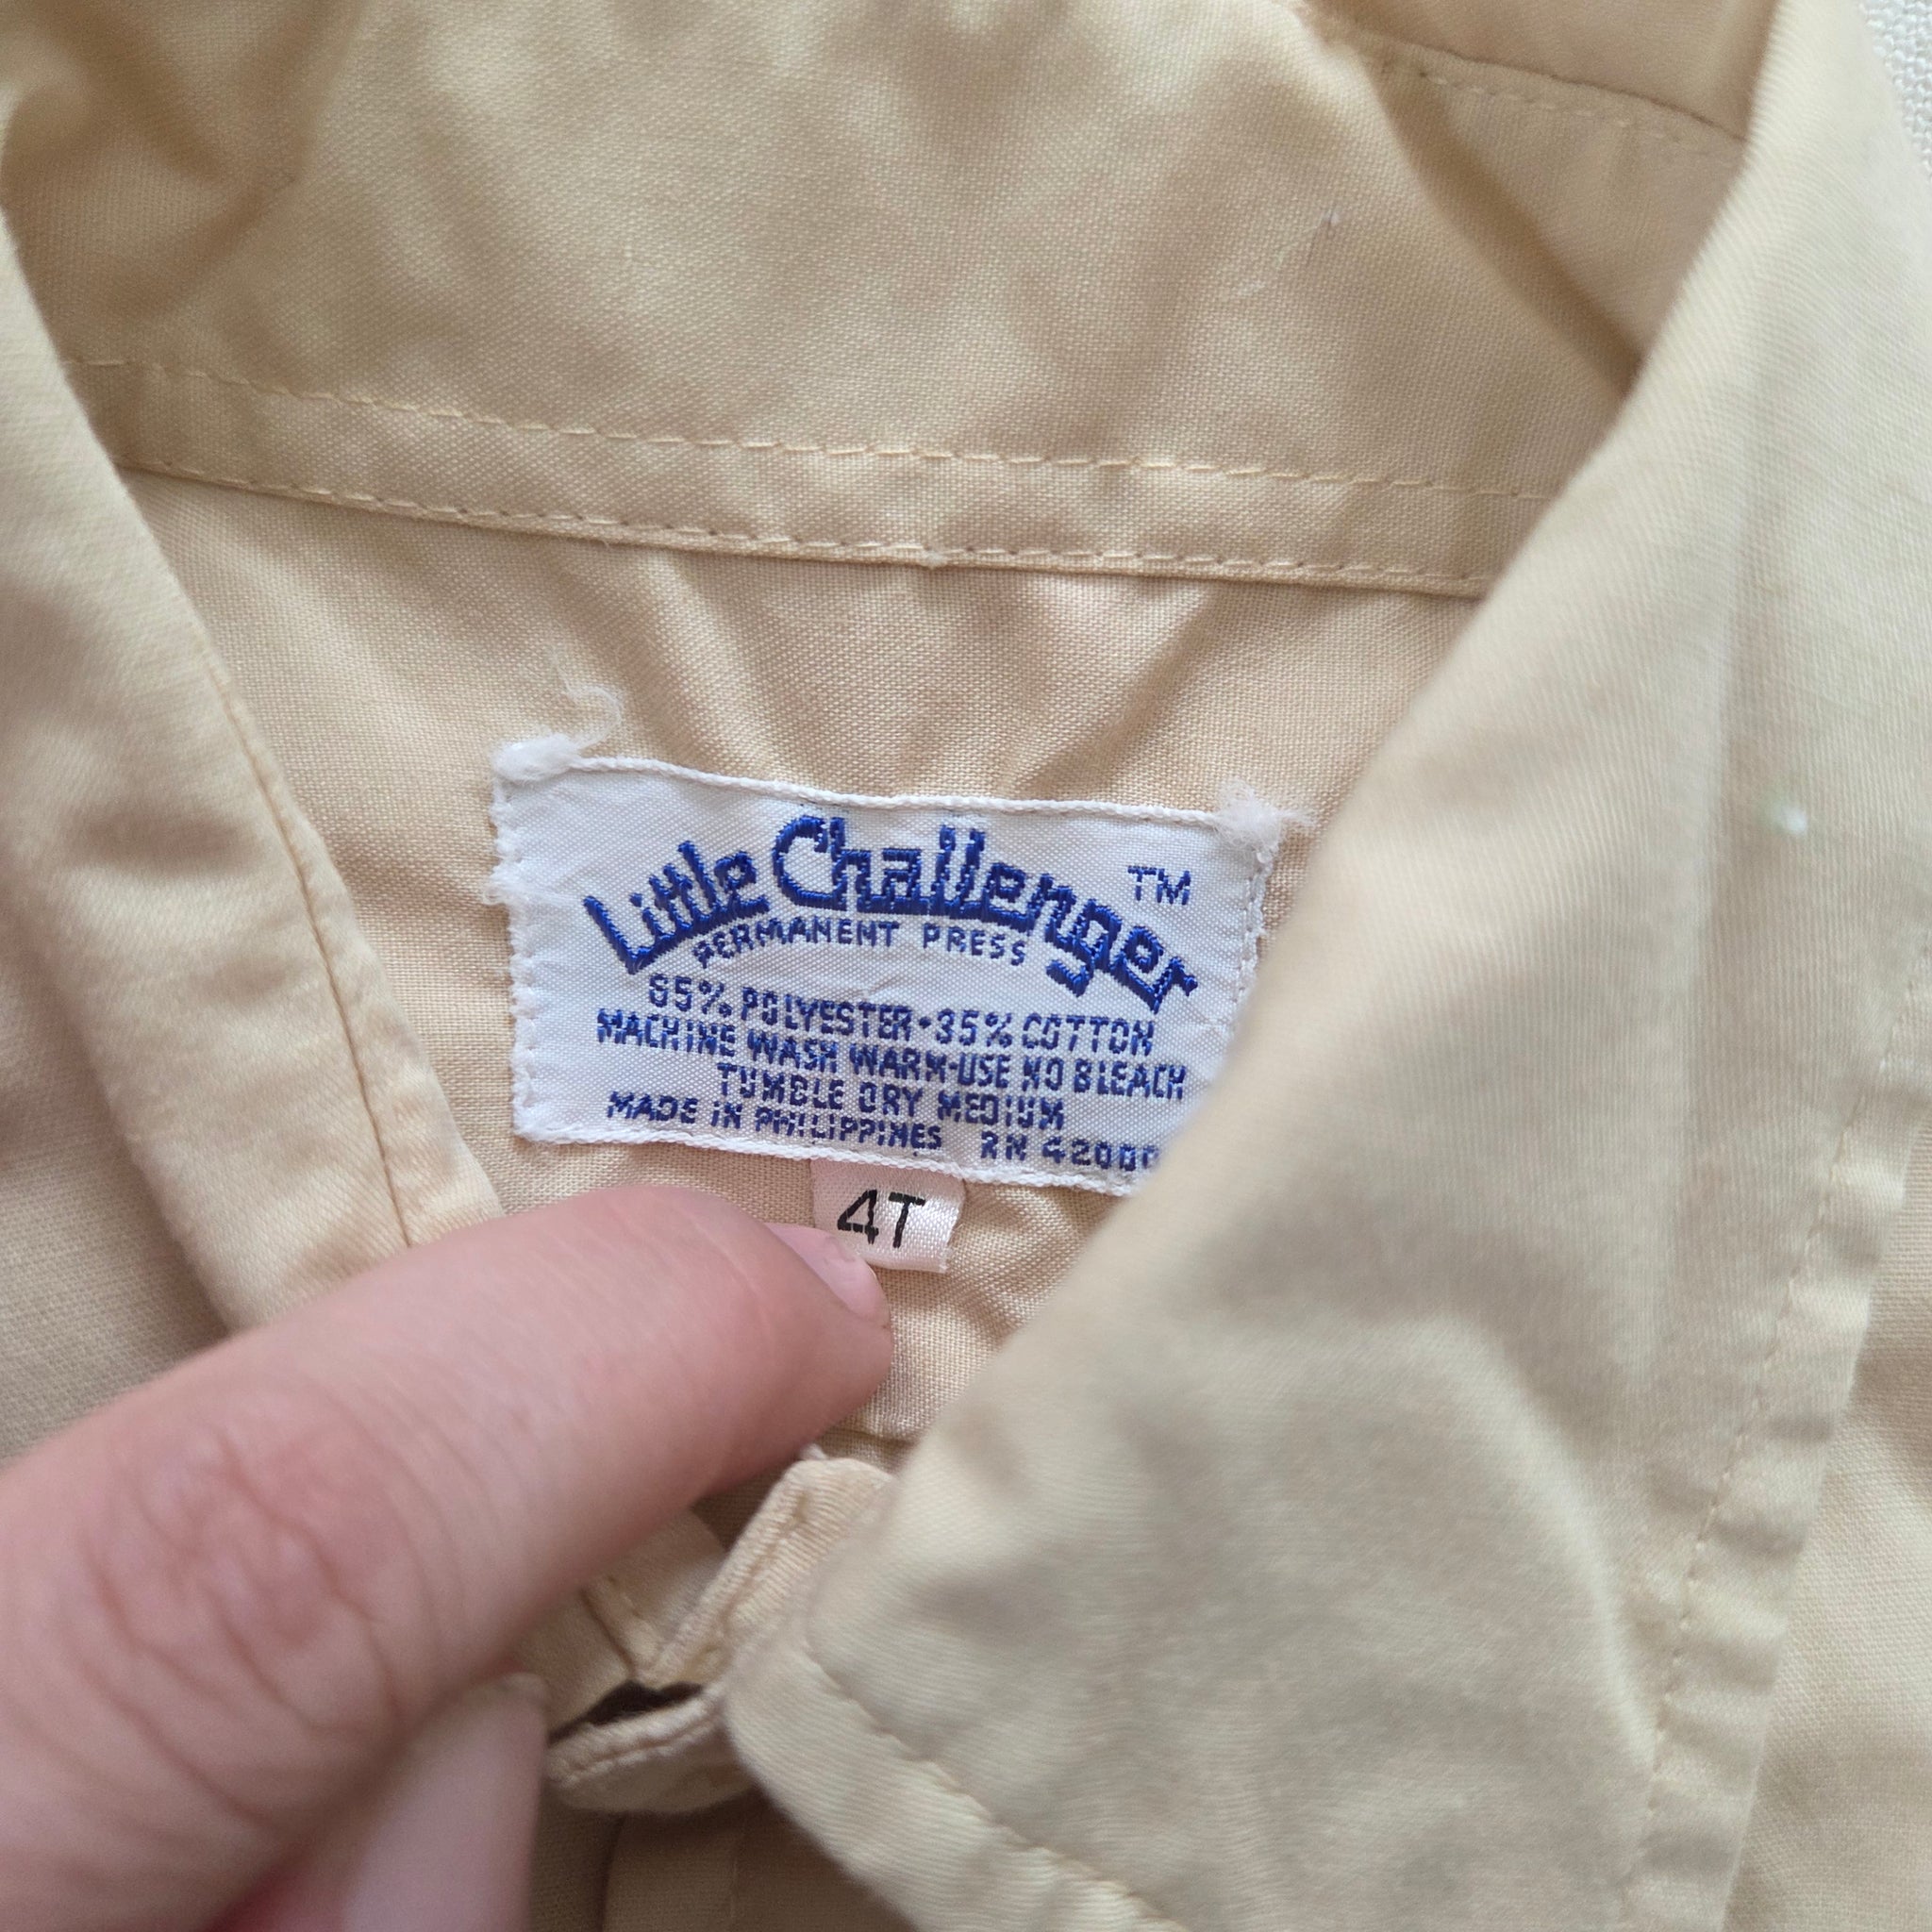 Little Challenger TM
PERMANENT PRESS
65% POLYESTER·35% COTTON
MACHINE WASH WARM-USE NO BLEACH
TUMBLE DRY MEDIUM
MADE IN PHILIPPINES RN
4T